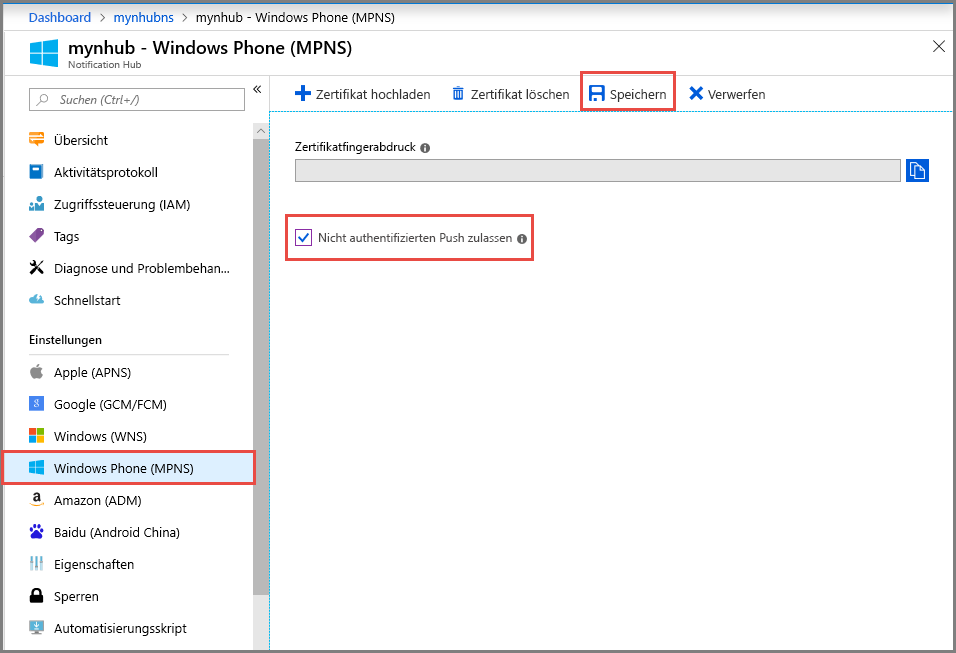 Dashboard > mynhubns > mynhub - Windows Phone (MPNS)
mynhub - Windows Phone (MPNS)
Notification Hub
Suchen (Ctrl+/)
«
Übersicht
Aktivitätsprotokoll
Zugriffssteuerung (IAM)
Tags
Diagnose und Problembehan...
Schnellstart
Einstellungen
Apple (APNS)
Google (GCM/FCM)
Windows (WNS)
Windows Phone (MPNS)
Amazon (ADM)
Baidu (Android China)
Eigenschaften
Sperren
Automatisierungsskript
Zertifikat hochladen
Zertifikat löschen
Speichern
Verwerfen
Zertifikatfingerabdruck
Nicht authentifizierten Push zulassen